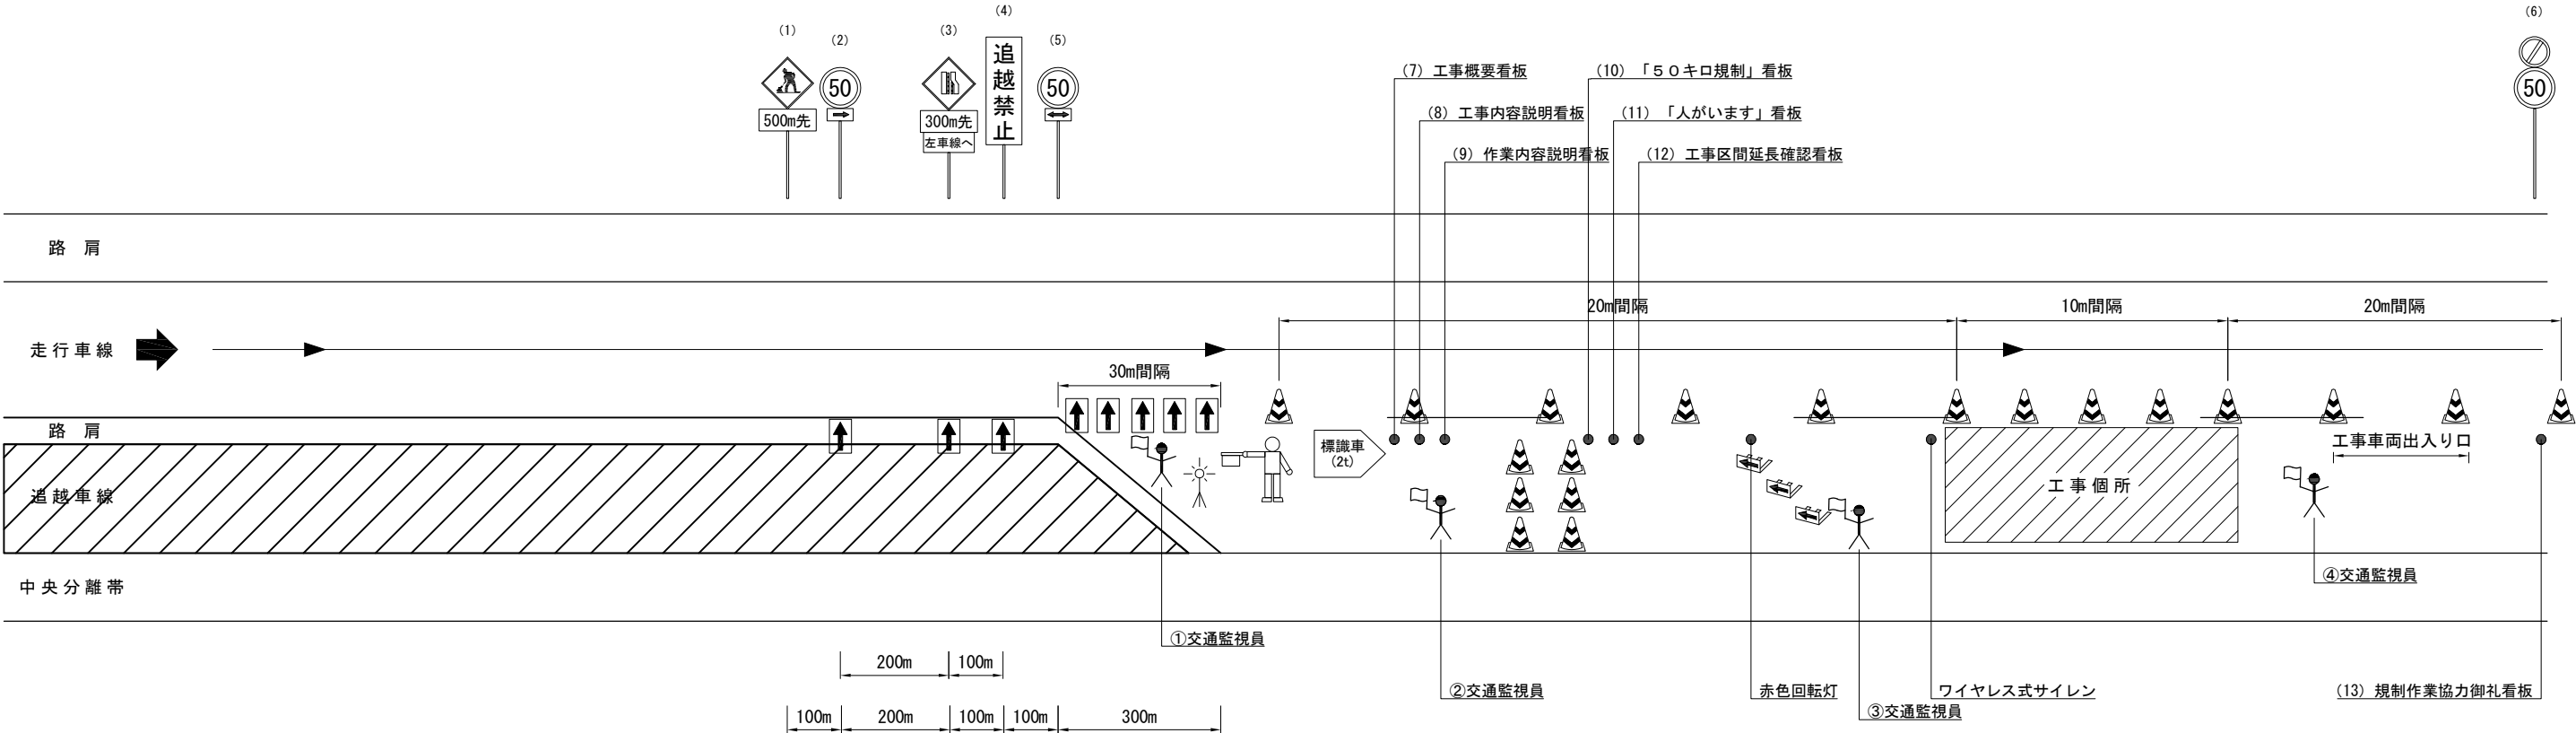 (1)
(2)
(3)
(4)
(5)
(6)
500m先
50
300m先
左車線へ
追越禁止
50
50
(7) 工事概要看板
(8) 工事内容説明看板
(9) 作業内容説明看板
(10) 「５０キロ規制」看板
(11) 「人がいます」看板
(12) 工事区間延長確認看板
路 肩
走行車線
20m間隔
10m間隔
20m間隔
30m間隔
路 肩
追越車線
標識車
(2t)
工事個所
工事車両出入り口
中央分離帯
①交通監視員
②交通監視員
赤色回転灯
③交通監視員
ワイヤレス式サイレン
④交通監視員
(13) 規制作業協力御礼看板
200m
100m
100m
200m
100m
100m
300m